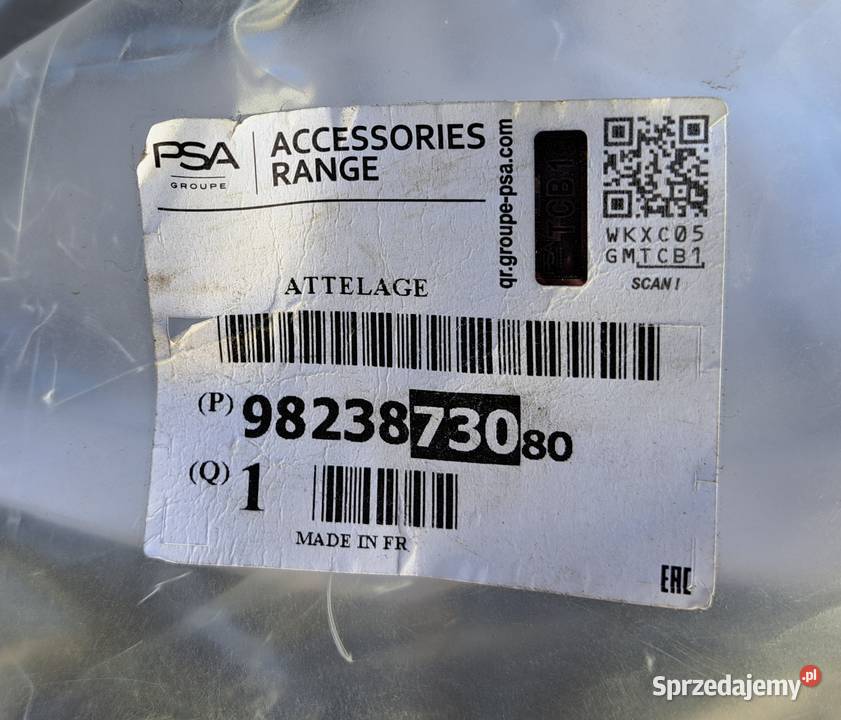 PSA
GROUPE
ACCESSORIES
RANGE
qr.groupe-psa.com
TCB1
WKXC05
GMTCB1
SCAN!
ATTELAGE
(P) 9823873080
(Q) 1
MADE IN FR
EAC
Sprzedajemy.pl